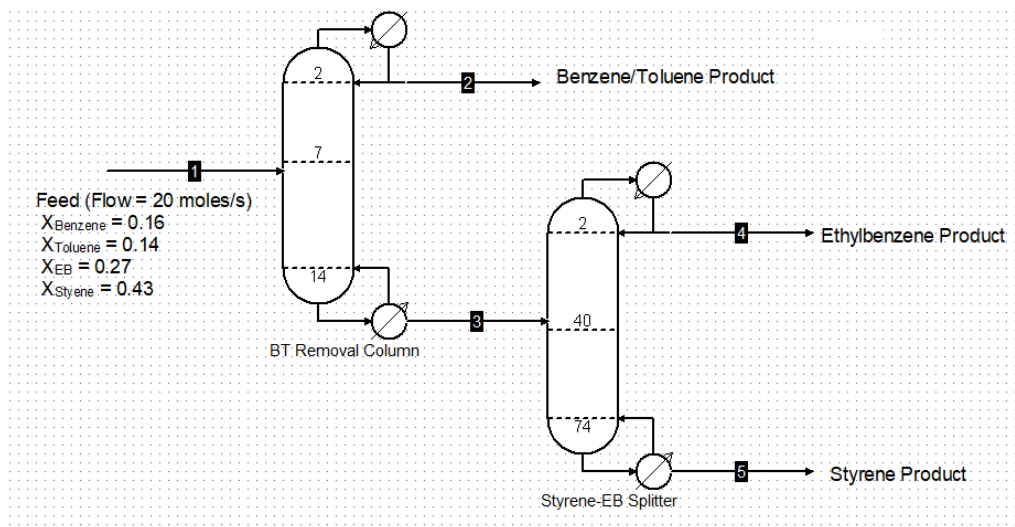 2
2
Benzene/Toluene Product
7
1
Feed (Flow = 20 moles/s)
XBenzene = 0.16
XToluene = 0.14
XEB = 0.27
XStyene = 0.43
14
3
BT Removal Column
2
4
Ethylbenzene Product
40
74
5
Styrene Product
Styrene-EB Splitter